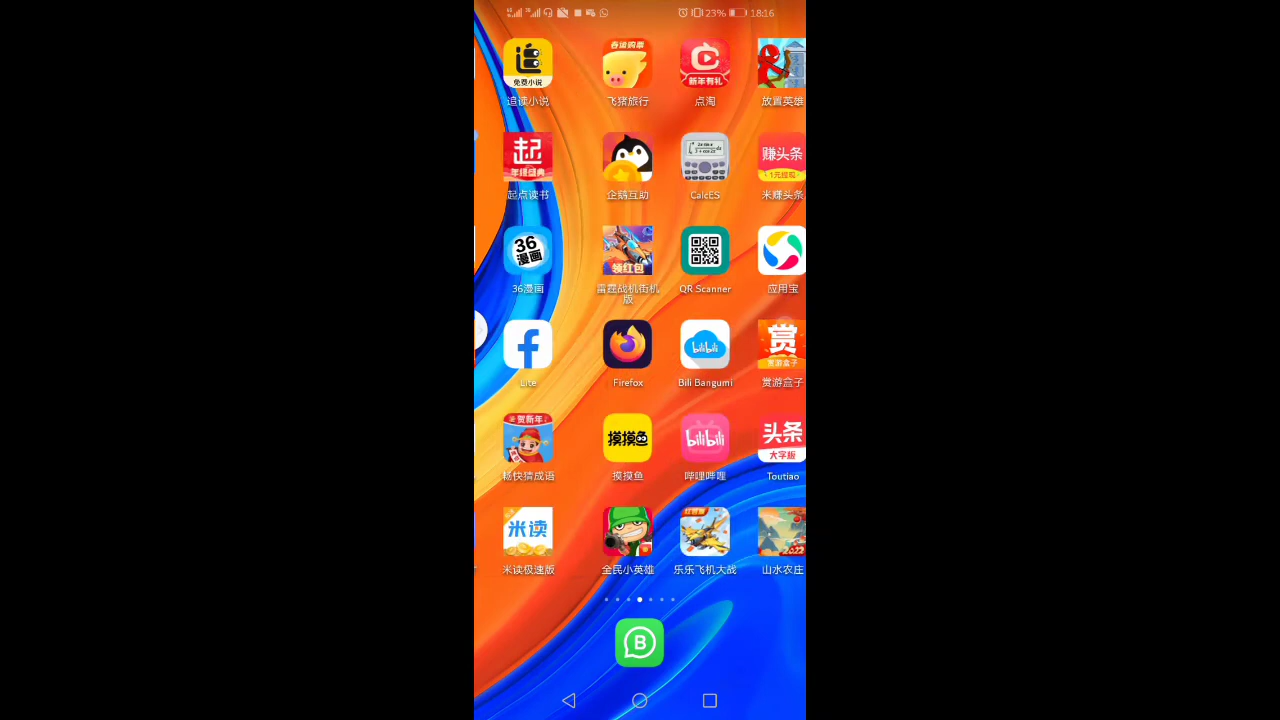 23% 18:16
免费小说
春运购票
新年有礼
追读小说
飞猪旅行
点淘
放置英雄
起
年度盛典
赚头条
1元提现
起点读书
企鹅互助
CalcES
米赚头条
36
漫画
领红包
36漫画
雷霆战机街机
版
QR Scanner
应用宝
bilibili
赏
赏游盒子
Lite
Firefox
Bili Bangumi
赏游盒子
贺新年
摸摸鱼
bilibili
头条
大字版
畅快猜成语
摸摸鱼
哔哩哔哩
Toutiao
米读
2022
米读极速版
全民小英雄
乐乐飞机大战
山水农庄
B